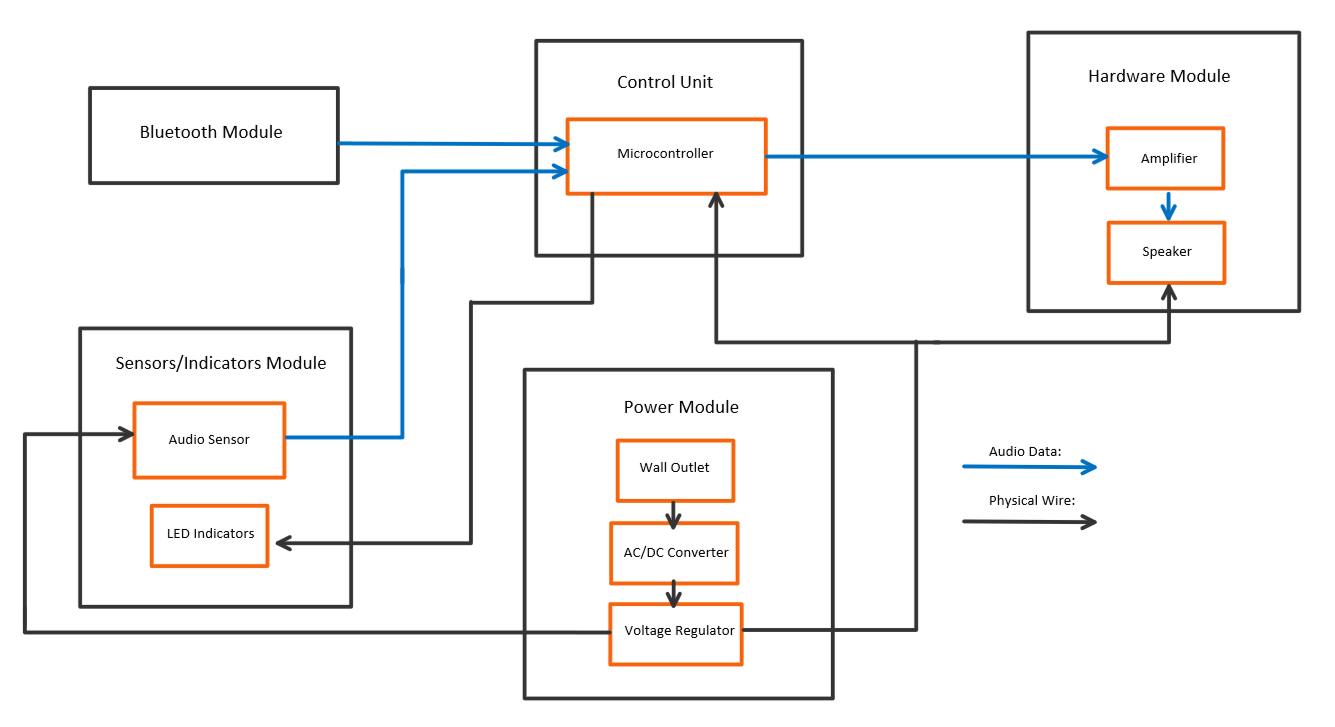 Bluetooth Module
Control Unit
Microcontroller
Hardware Module
Amplifier
Speaker
Sensors/Indicators Module
Audio Sensor
LED Indicators
Power Module
Wall Outlet
AC/DC Converter
Voltage Regulator
Audio Data:
Physical Wire: